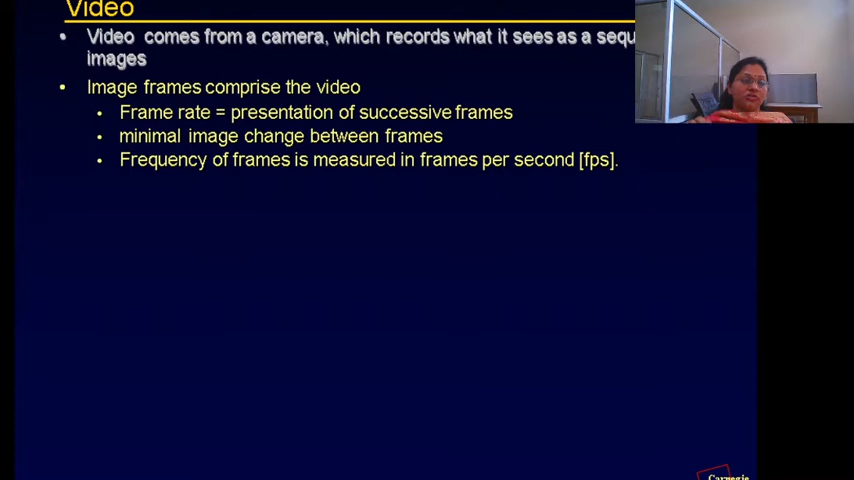 Video
• Video comes from a camera, which records what it sees as a
images
• Image frames comprise the video
• Frame rate = presentation of successive frames
• minimal image change between frames
• Frequency of frames is measured in frames per second [fps].
Carnegie